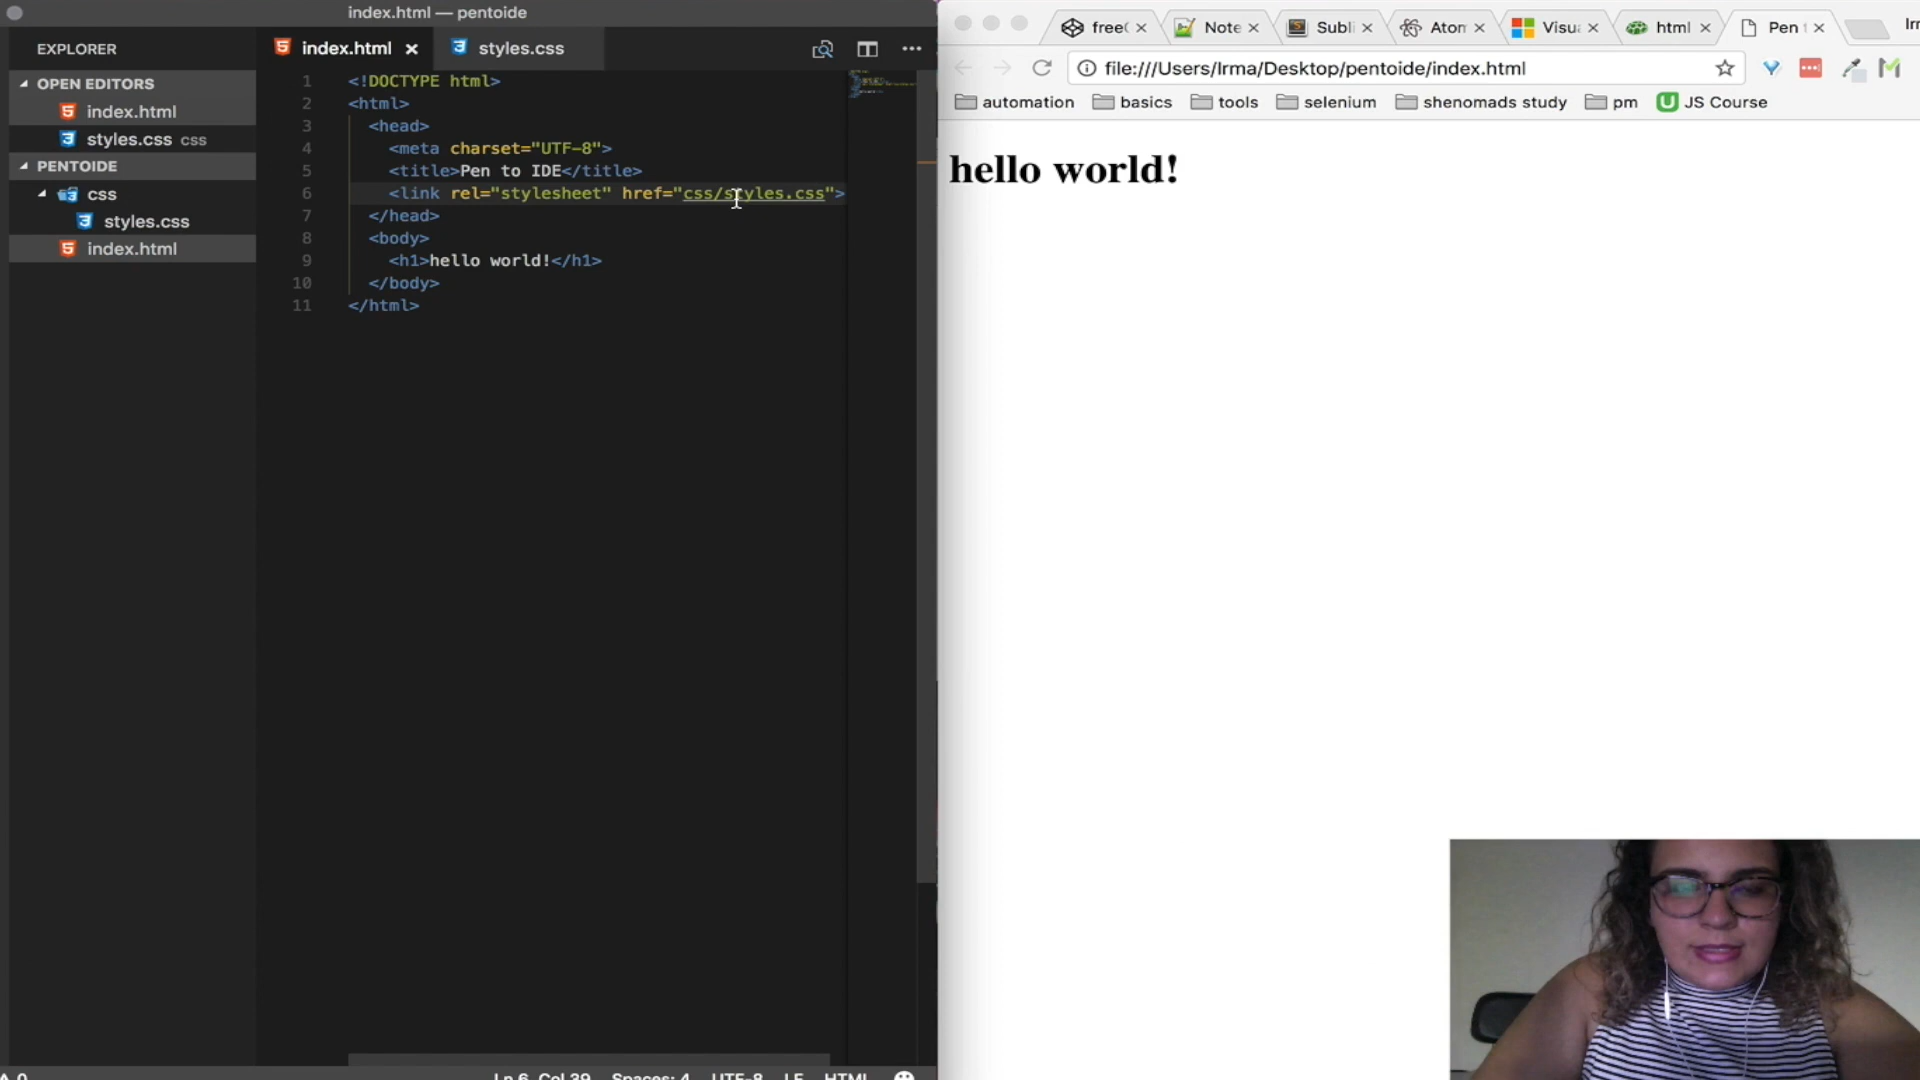 index.html — pentoide
EXPLORER
OPEN EDITORS
index.html
styles.css css
PENTOIDE
css
styles.css
index.html
index.html ×
styles.css
1 <!DOCTYPE html>
2 <html>
3 <head>
4 <meta charset="UTF-8">
5 <title>Pen to IDE</title>
6 <link rel="stylesheet" href="css/styles.css">
7 </head>
8 <body>
9 <h1>hello world!</h1>
10 </body>
11 </html>
0 Ln 6, Col 39 Spaces: 4 UTF-8 LF HTML
free Note Subli Atom Visu html Pen t
file:///Users/Irma/Desktop/pentoide/index.html
automation basics tools selenium shenomads study pm JS Course
hello world!